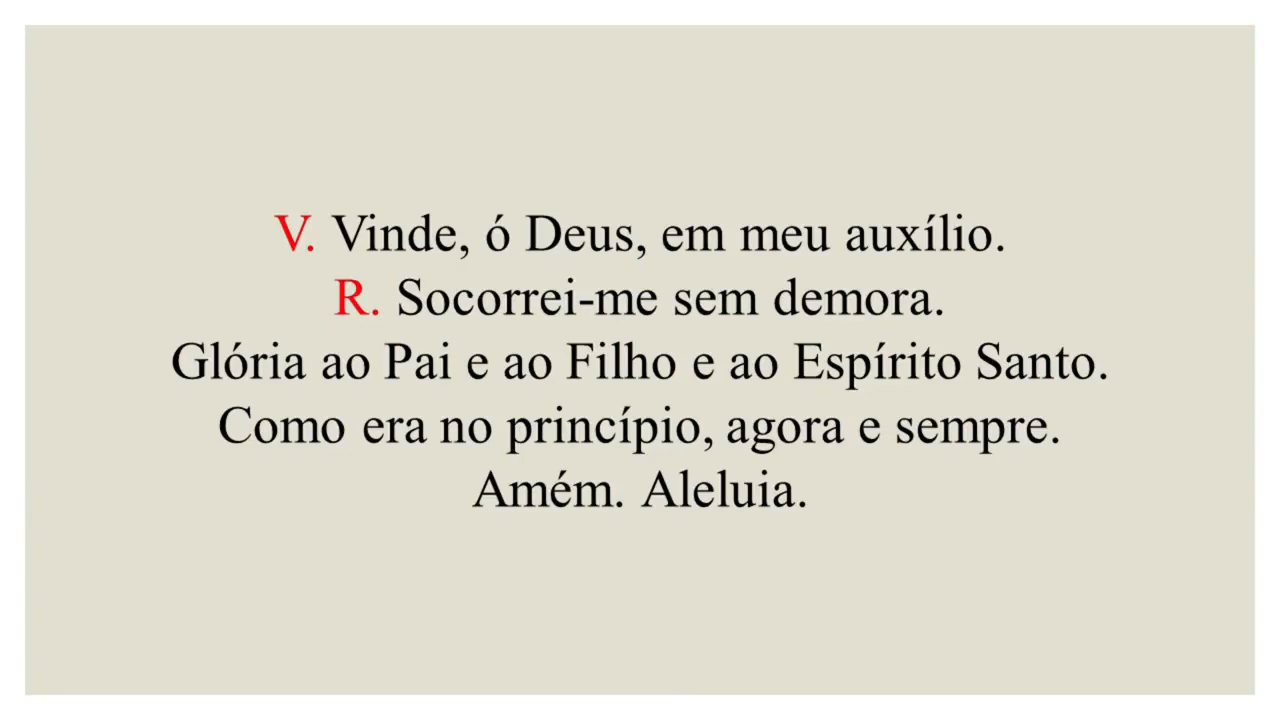 V. Vinde, ó Deus, em meu auxílio.
R. Socorrei-me sem demora.
Glória ao Pai e ao Filho e ao Espírito Santo.
Como era no princípio, agora e sempre.
Amém. Aleluia.